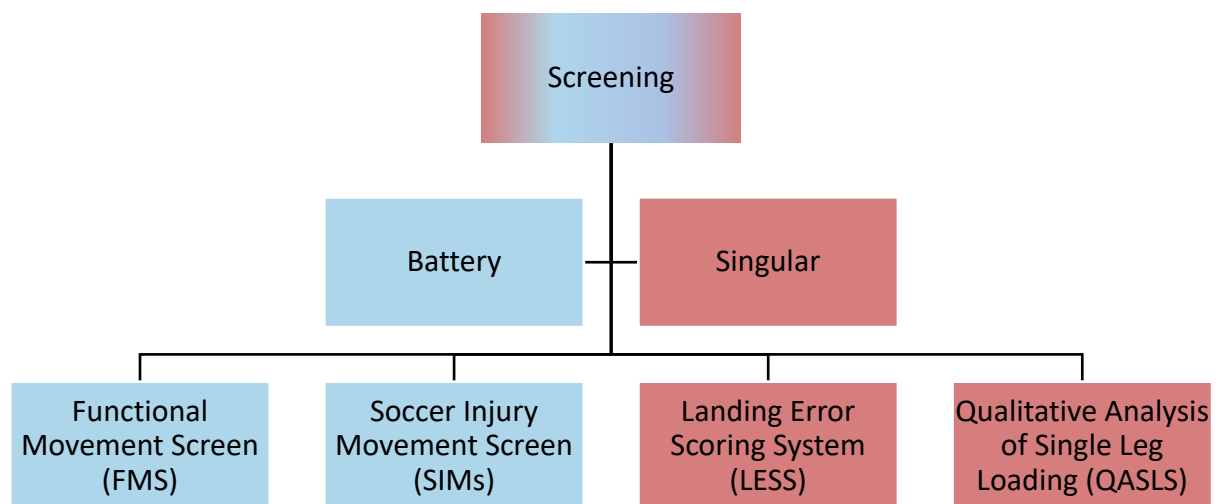 Screening
Battery
Singular
Functional
Movement Screen
(FMS)
Soccer Injury
Movement Screen
(SIMs)
Landing Error
Scoring System
(LESS)
Qualitative Analysis
of Single Leg
Loading (QASLS)